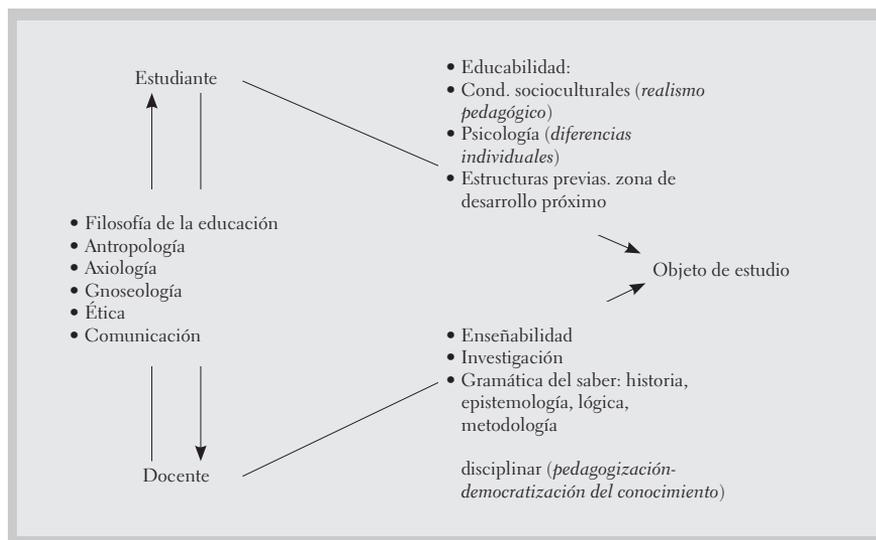 Estudiante
• Educabilidad:
• Cond. socioculturales (realismo
pedagógico)
• Psicología (diferencias
individuales)
• Estructuras previas. zona de
desarrollo próximo
• Filosofía de la educación
• Antropología
• Axiología
• Gnoseología
• Ética
• Comunicación
Objeto de estudio
• Enseñabilidad
• Investigación
• Gramática del saber: historia,
epistemología, lógica,
metodología
disciplinar (pedagogización-
democratización del conocimiento)
Docente